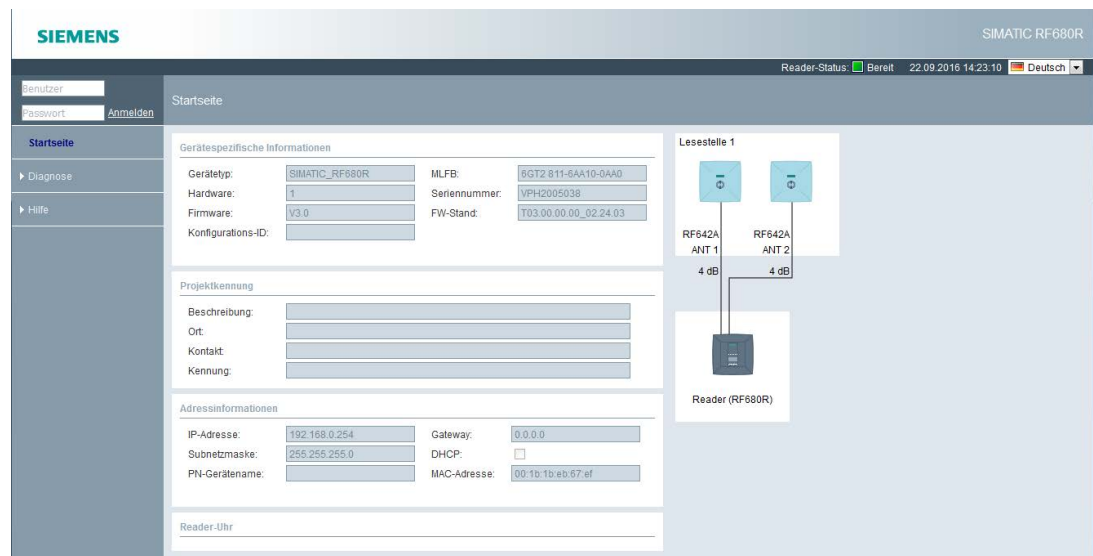 SIEMENS
SIMATIC RF680R
Reader-Status: Bereit 22.09.2016 14:23:10 Deutsch
Benutzer
Passwort Anmelden
Startseite
Startseite
Diagnose
Hilfe
Gerätespezifische Informationen
Gerätetyp: SIMATIC_RF680R MLFB: 6GT2 811-6AA10-0AA0
Hardware: 1 Seriennummer: VPH2005038
Firmware: V3.0 FW-Stand: T03.00.00.00_02.24.03
Konfigurations-ID:
Projektkennung
Beschreibung:
Ort:
Kontakt:
Kennung:
Adressinformationen
IP-Adresse: 192.168.0.254 Gateway: 0.0.0.0
Subnetzmaske: 255.255.255.0 DHCP:
PN-Gerätename: MAC-Adresse: 00:1b:1b:eb:67:ef
Reader-Uhr
Lesestelle 1
RF642A RF642A
ANT 1 ANT 2
4 dB 4 dB
Reader (RF680R)